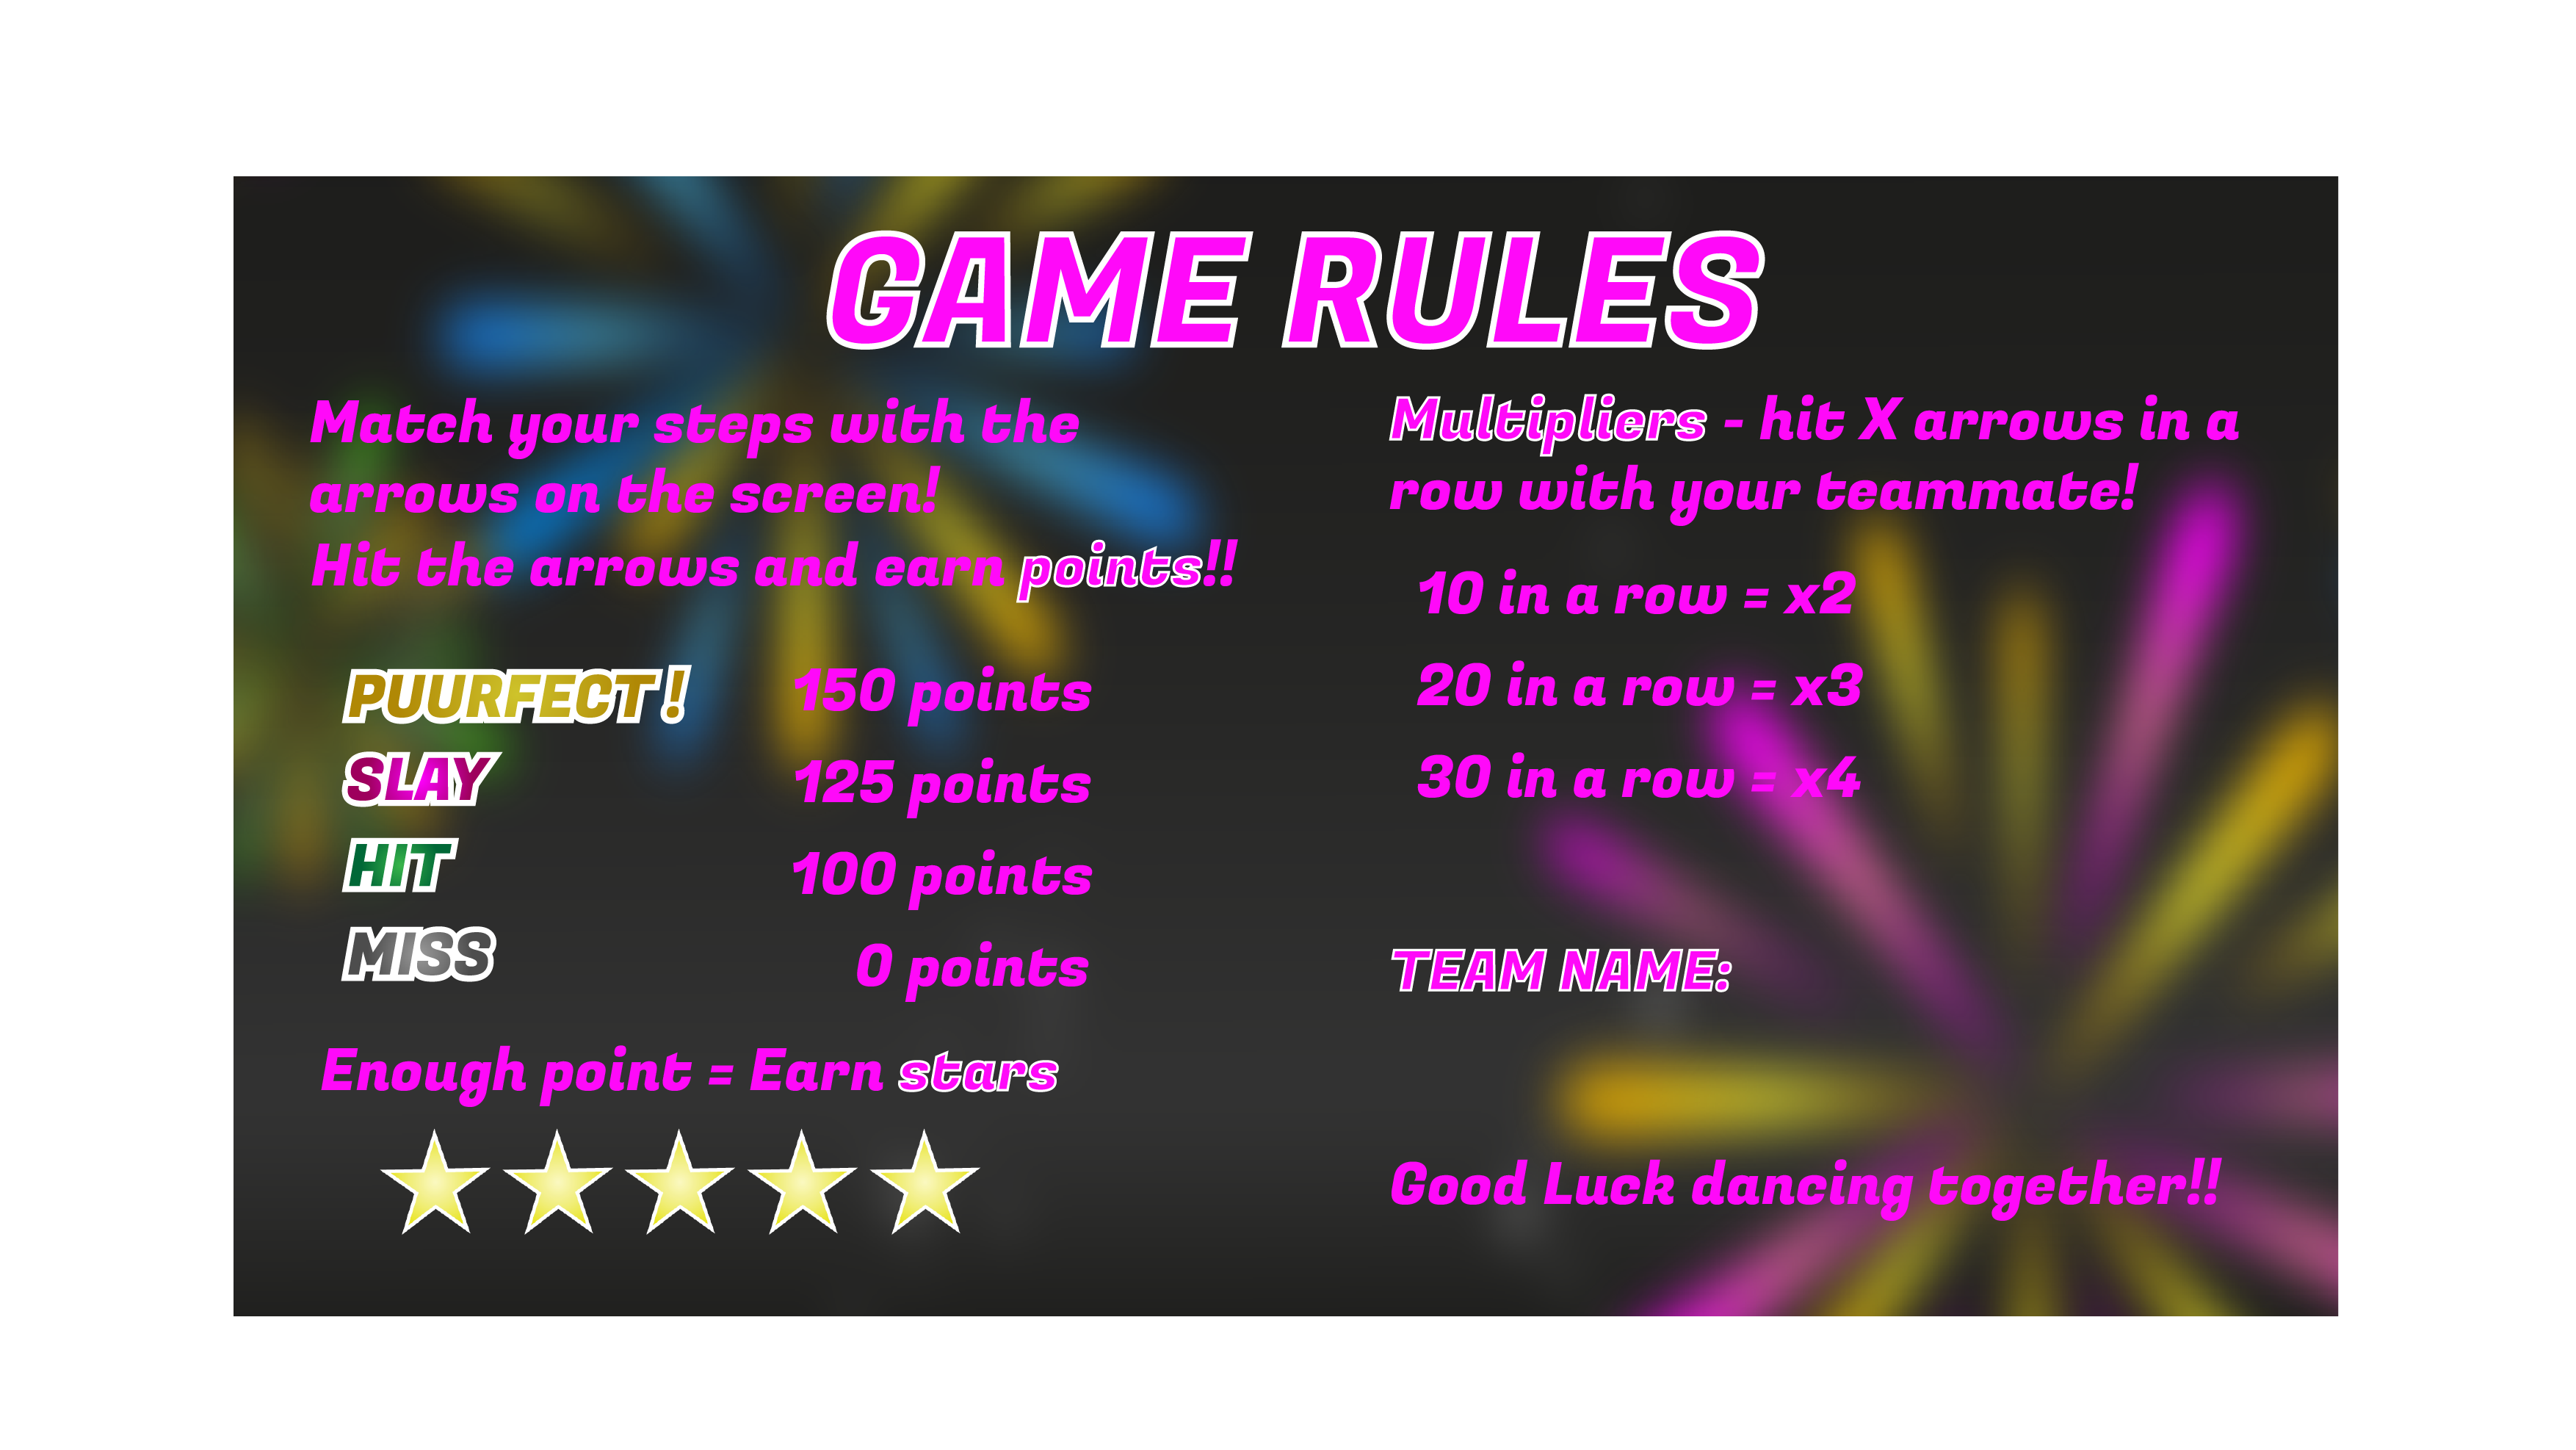 GAME RULES
Match your steps with the
arrows on the screen!
Hit the arrows and earn points!!
PUURFECT! 150 points
SLAY 125 points
HIT 100 points
MISS 0 points
Enough point = Earn stars
Multipliers - hit X arrows in a
row with your teammate!
10 in a row = x2
20 in a row = x3
30 in a row = x4
TEAM NAME:
Good Luck dancing together!!